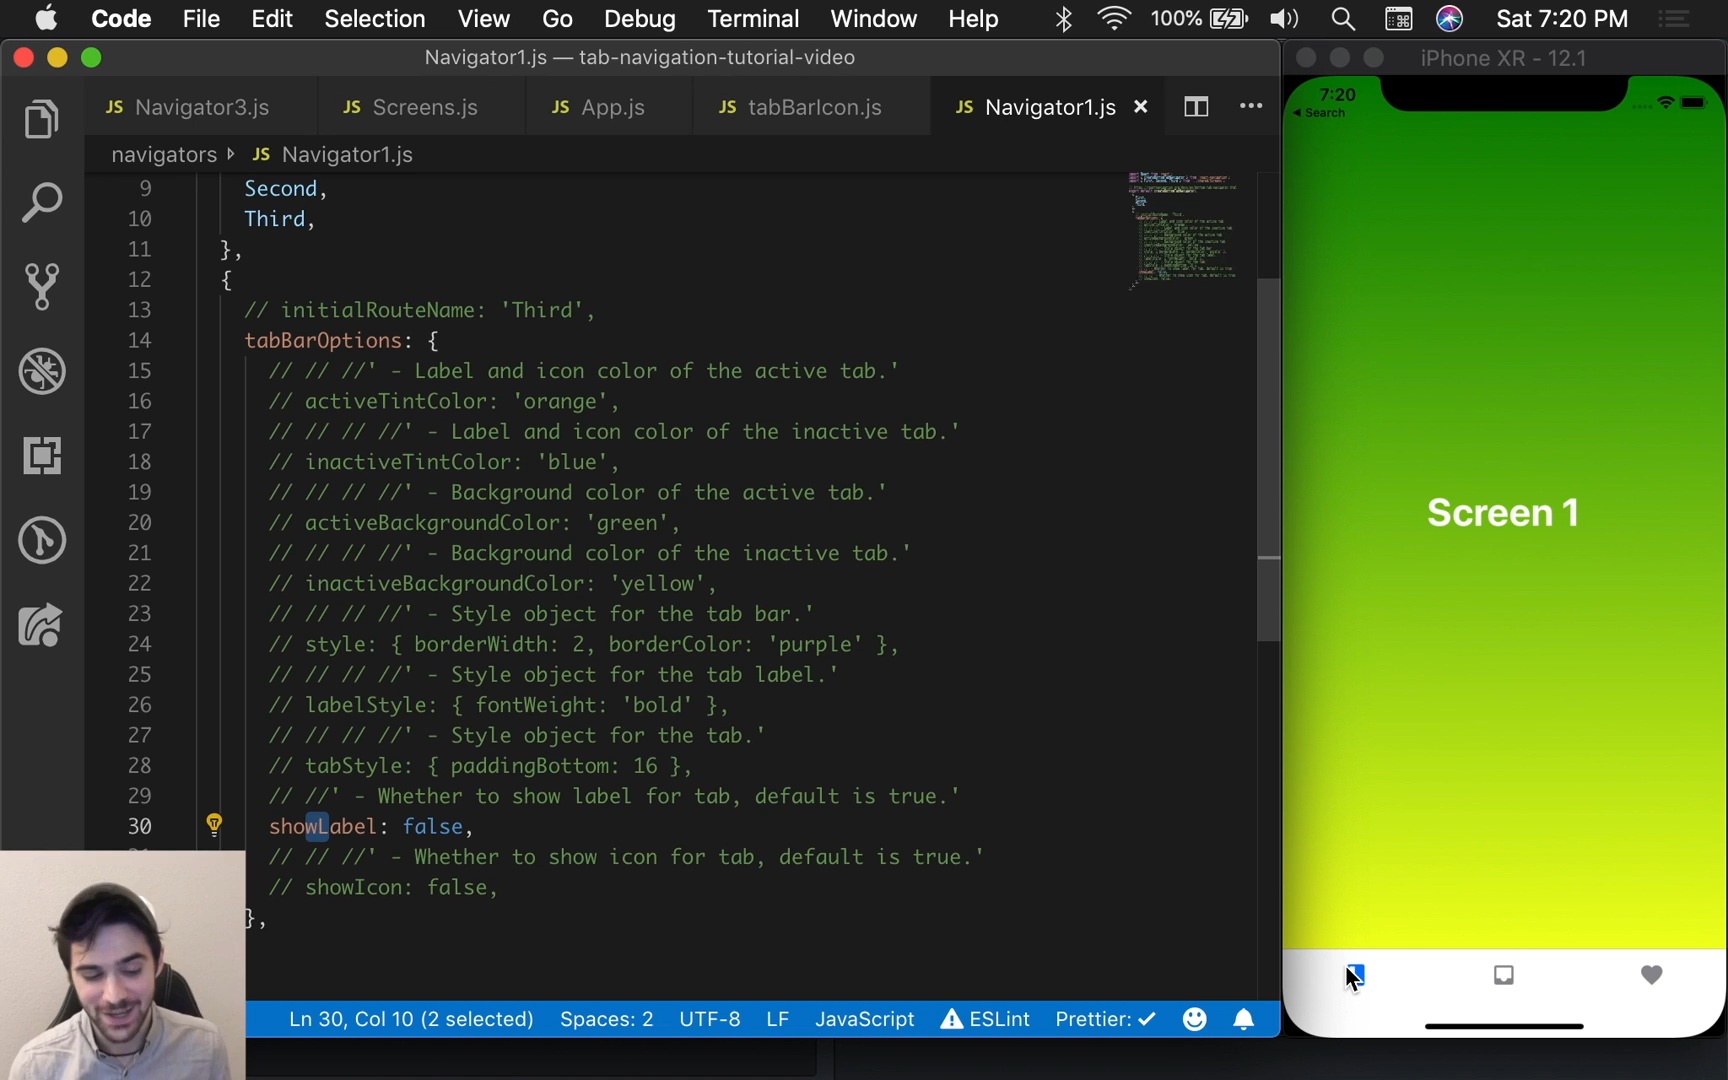 Code File Edit Selection View Go Debug Terminal Window Help 100% Sat 7:20 PM
Navigator1.js — tab-navigation-tutorial-video
iPhone XR - 12.1
JS Navigator3.js JS Screens.js JS App.js JS tabBarIcon.js JS Navigator1.js × •••
navigators JS Navigator1.js
9 Second,
10 Third,
11 },
12 {
13 // initialRouteName: 'Third',
14 tabBarOptions: {
15 // // //' - Label and icon color of the active tab.'
16 // activeTintColor: 'orange',
17 // // // //' - Label and icon color of the inactive tab.'
18 // inactiveTintColor: 'blue',
19 // // // //' - Background color of the active tab.'
20 // activeBackgroundColor: 'green',
21 // // // //' - Background color of the inactive tab.'
22 // inactiveBackgroundColor: 'yellow',
23 // // // //' - Style object for the tab bar.'
24 // style: { borderWidth: 2, borderColor: 'purple' },
25 // // // //' - Style object for the tab label.'
26 // labelStyle: { fontWeight: 'bold' },
27 // // // //' - Style object for the tab.'
28 // tabStyle: { paddingBottom: 16 },
29 // //' - Whether to show label for tab, default is true.'
30 showLabel: false,
// // //' - Whether to show icon for tab, default is true.'
// showIcon: false,
},
Ln 30, Col 10 (2 selected) Spaces: 2 UTF-8 LF JavaScript ESLint Prettier: ✓
7:20
Search
Screen 1